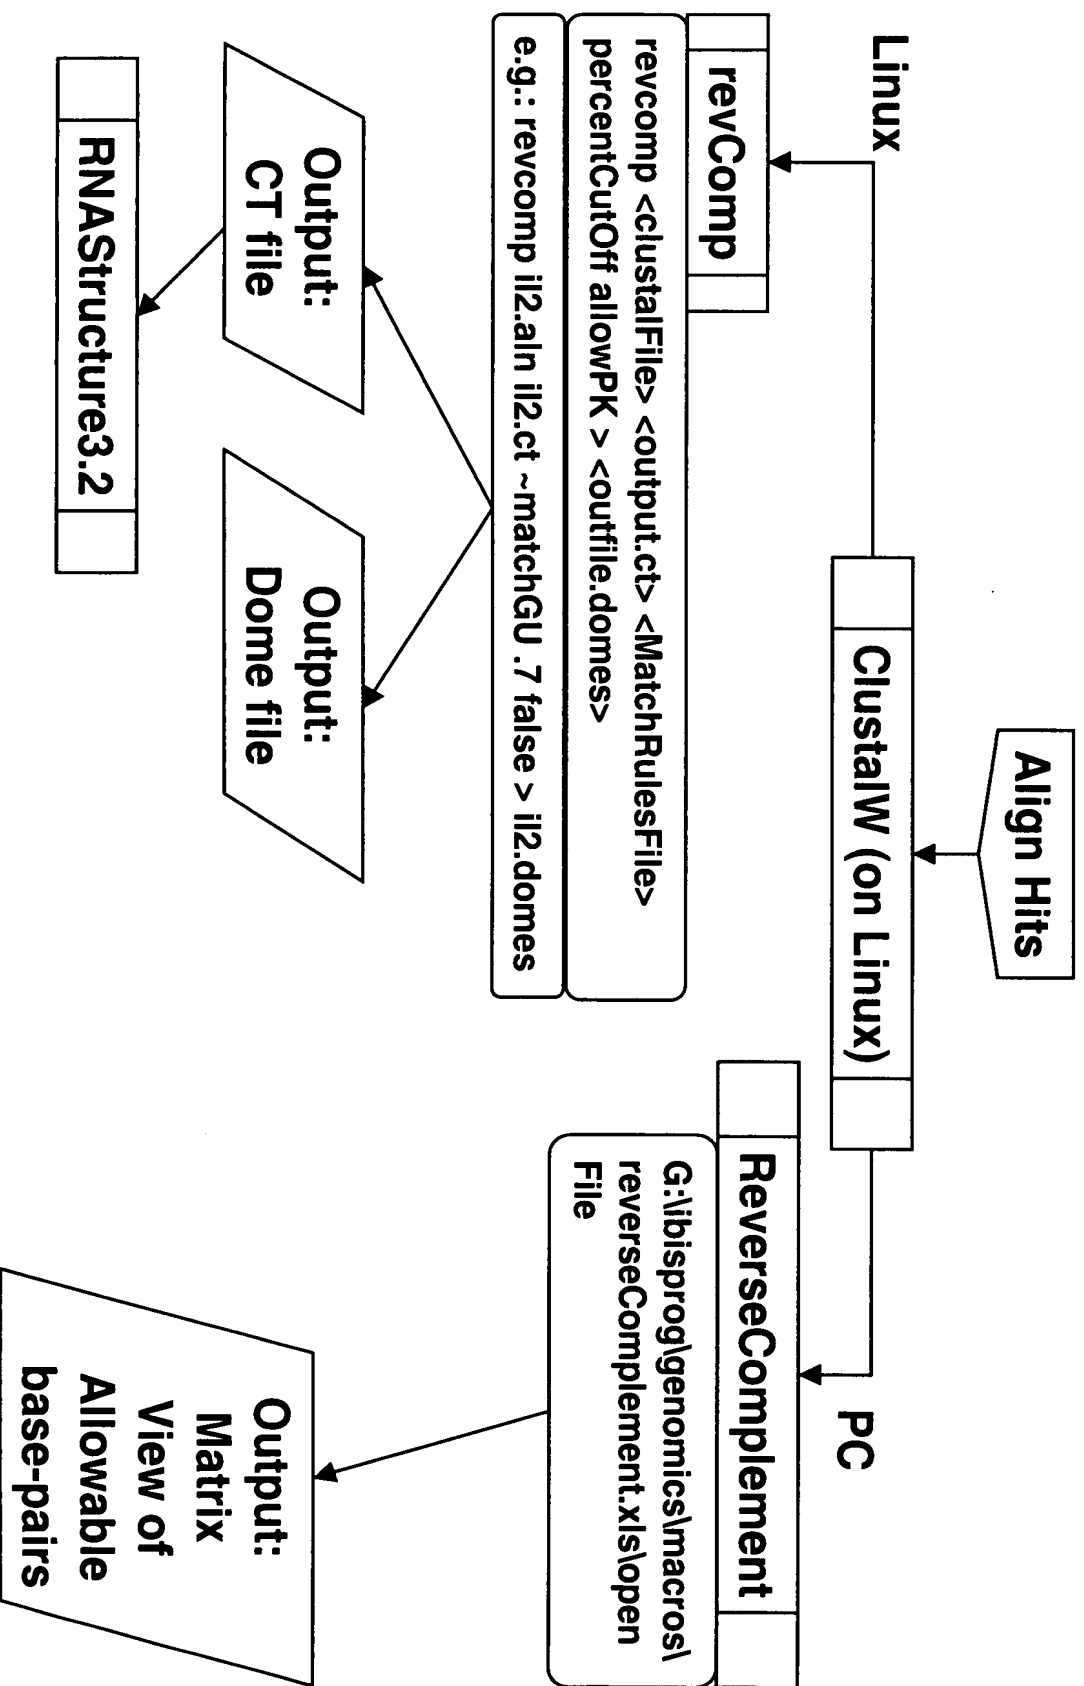 Align Hits
ClustalW (on Linux)
Linux
PC
revComp
revcomp <clustalFile> <output.ct> <MatchRulesFile>
percentCutOff allowPK > <outfile.domes>
e.g.: revcomp il2.aln il2.ct ~matchGU .7 false > il2.domes
Output:
CT file
Output:
Dome file
RNAStructure3.2
ReverseComplement
G:\ibisprog\genomics\macros\
reverseComplement.xls\open
File
Output:
Matrix
View of
Allowable
base-pairs